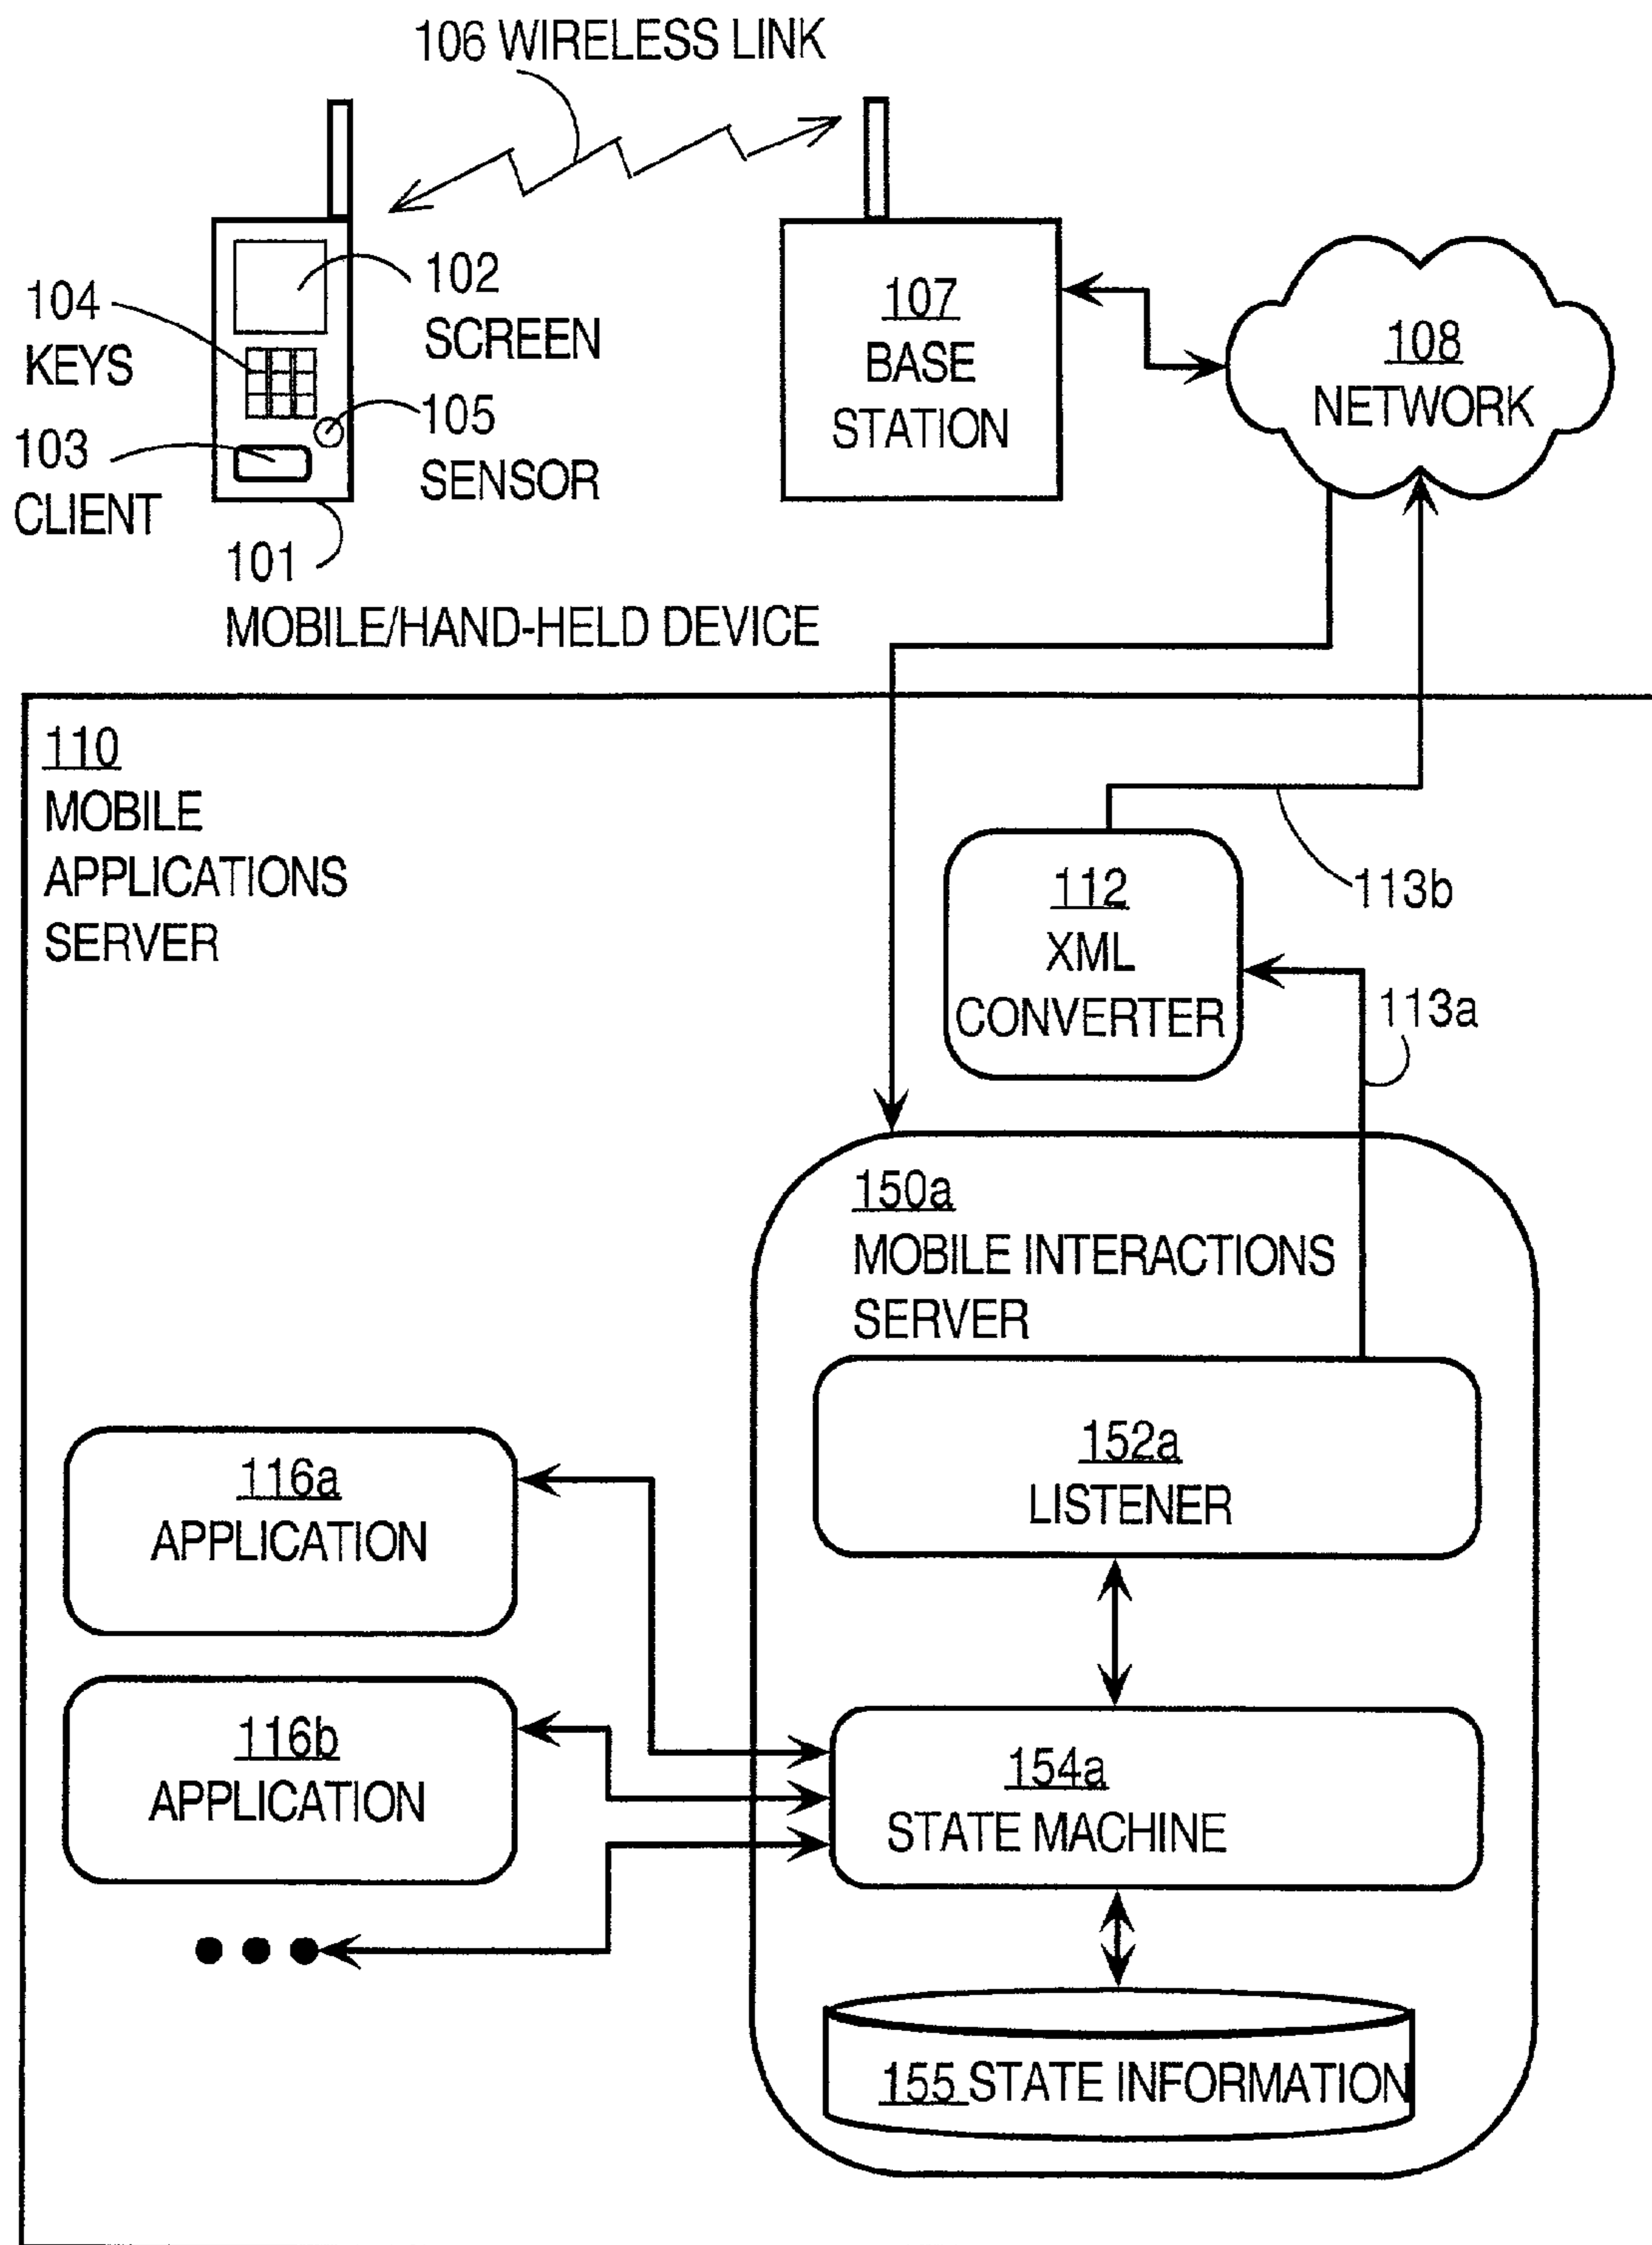 106 WIRELESS LINK
102
SCREEN
104
KEYS
105
SENSOR
103
CLIENT
101
MOBILE/HAND-HELD DEVICE
107
BASE
STATION
108
NETWORK
110
MOBILE
APPLICATIONS
SERVER
112
XML
CONVERTER
113b
113a
150a
MOBILE INTERACTIONS
SERVER
152a
LISTENER
116a
APPLICATION
116b
APPLICATION
154a
STATE MACHINE
155 STATE INFORMATION